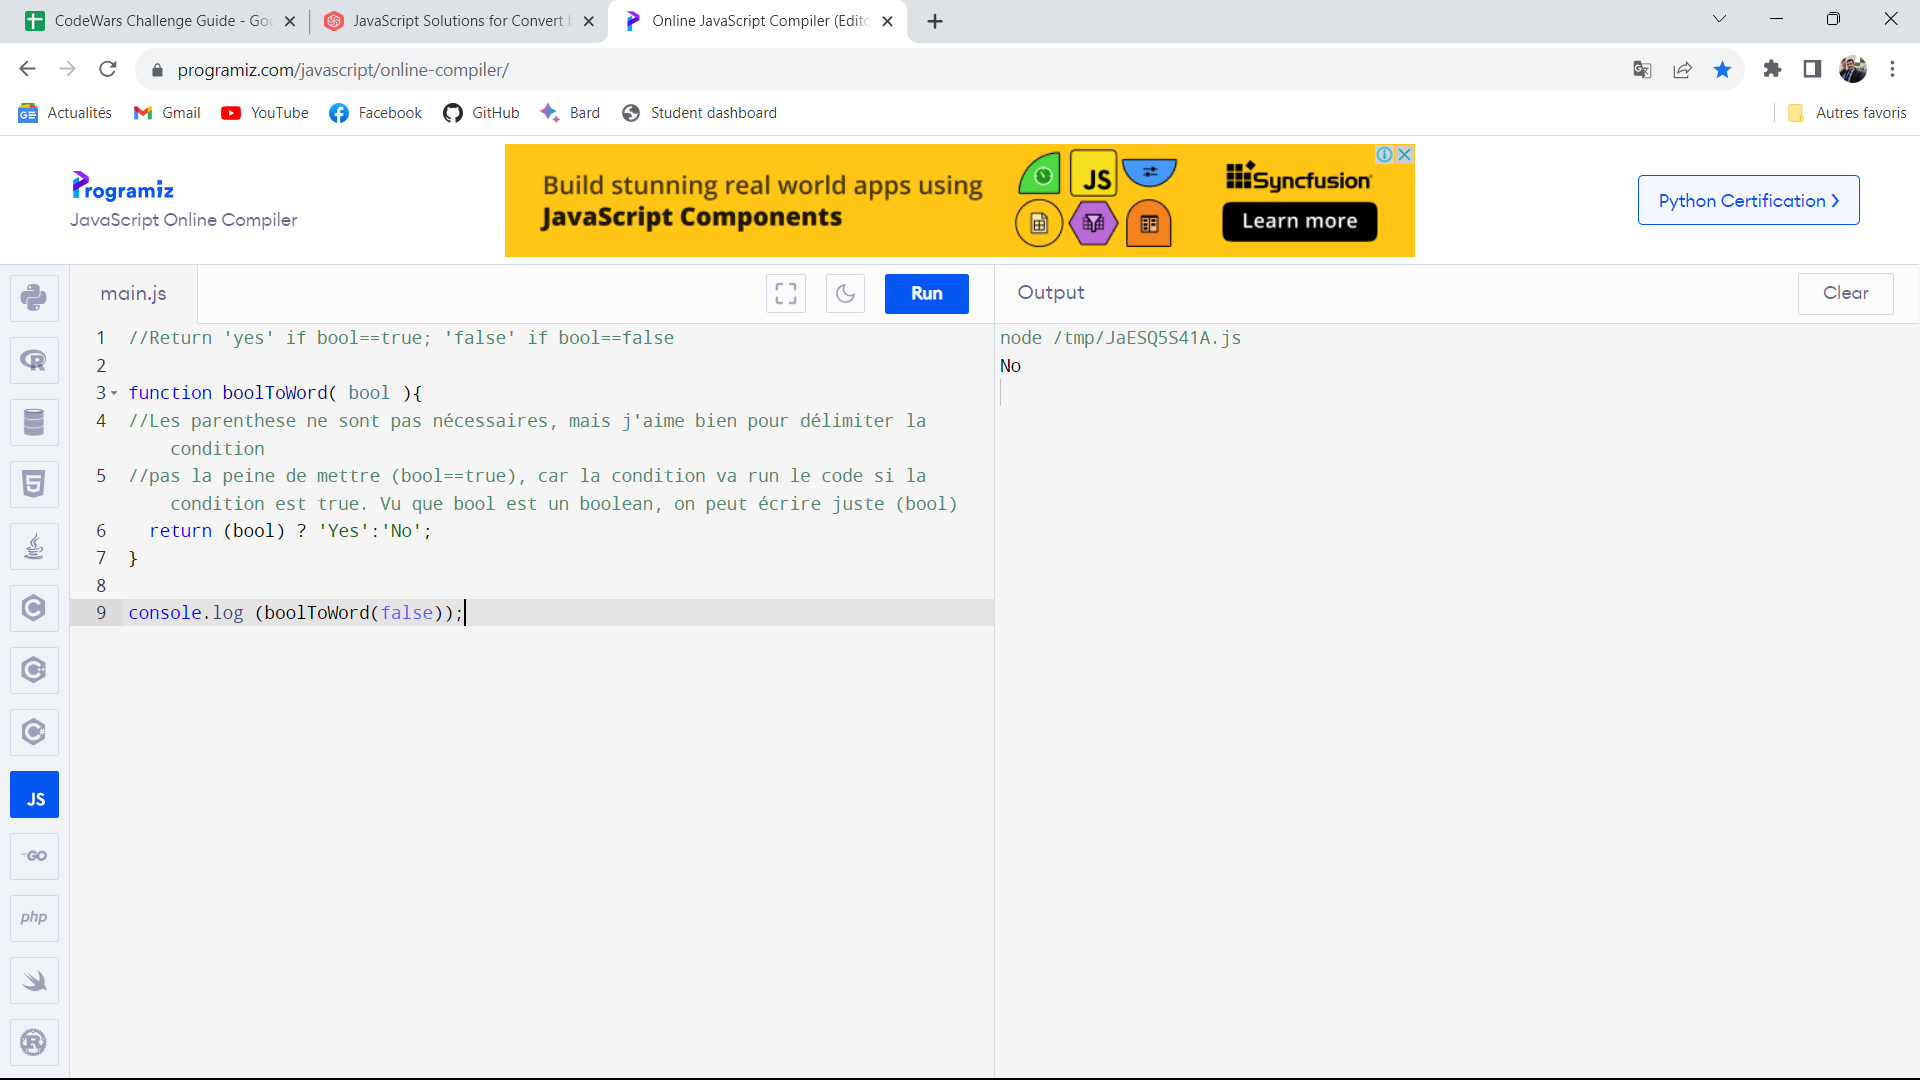 CodeWars Challenge Guide - Goo
JavaScript Solutions for Convert b
Online JavaScript Compiler (Edito
programiz.com/javascript/online-compiler/
Actualités
Gmail
YouTube
Facebook
GitHub
Bard
Student dashboard
Autres favoris
Programiz
JavaScript Online Compiler
Build stunning real world apps using
JavaScript Components
JS
Syncfusion
Learn more
Python Certification
main.js
Run
Output
Clear
1 //Return 'yes' if bool==true; 'false' if bool==false
2
3 function boolToWord( bool ){
4 //Les parenthese ne sont pas nécessaires, mais j'aime bien pour délimiter la
condition
5 //pas la peine de mettre (bool==true), car la condition va run le code si la
condition est true. Vu que bool est un boolean, on peut écrire juste (bool)
6 return (bool) ? 'Yes':'No';
7 }
8
9 console.log (boolToWord(false));
node /tmp/JaESQ5S41A.js
No
JS
GO
php